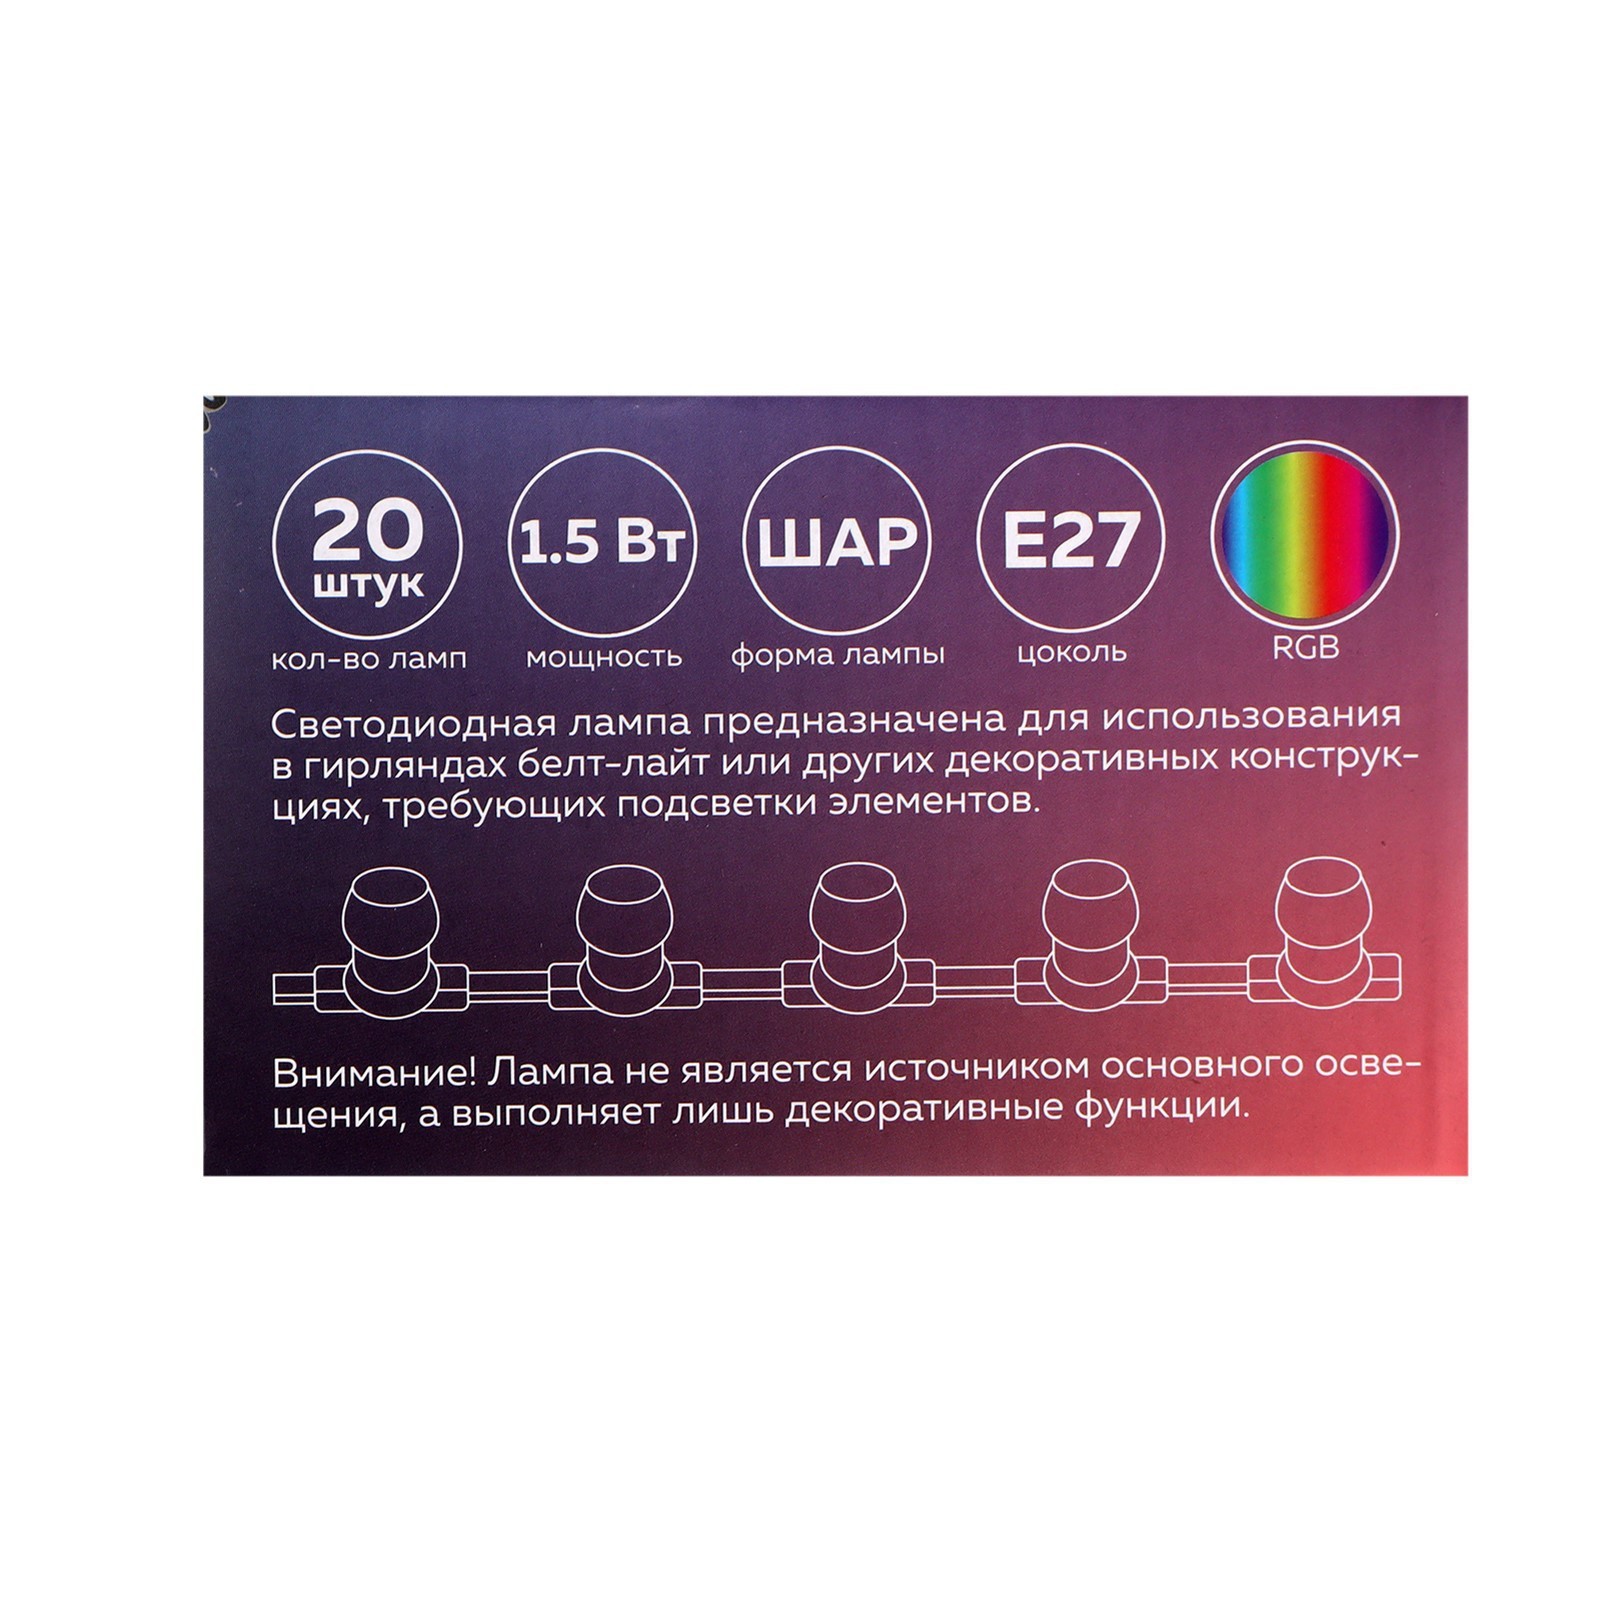 20
штук
кол-во ламп
1.5 Вт
мощность
ШАР
форма лампы
E27
цоколь
RGB
Светодиодная лампа предназначена для использования
в гирляндах белт-лайт или других декоративных конструк-
циях, требующих подсветки элементов.
Внимание! Лампа не является источником основного осве-
щения, а выполняет лишь декоративные функции.